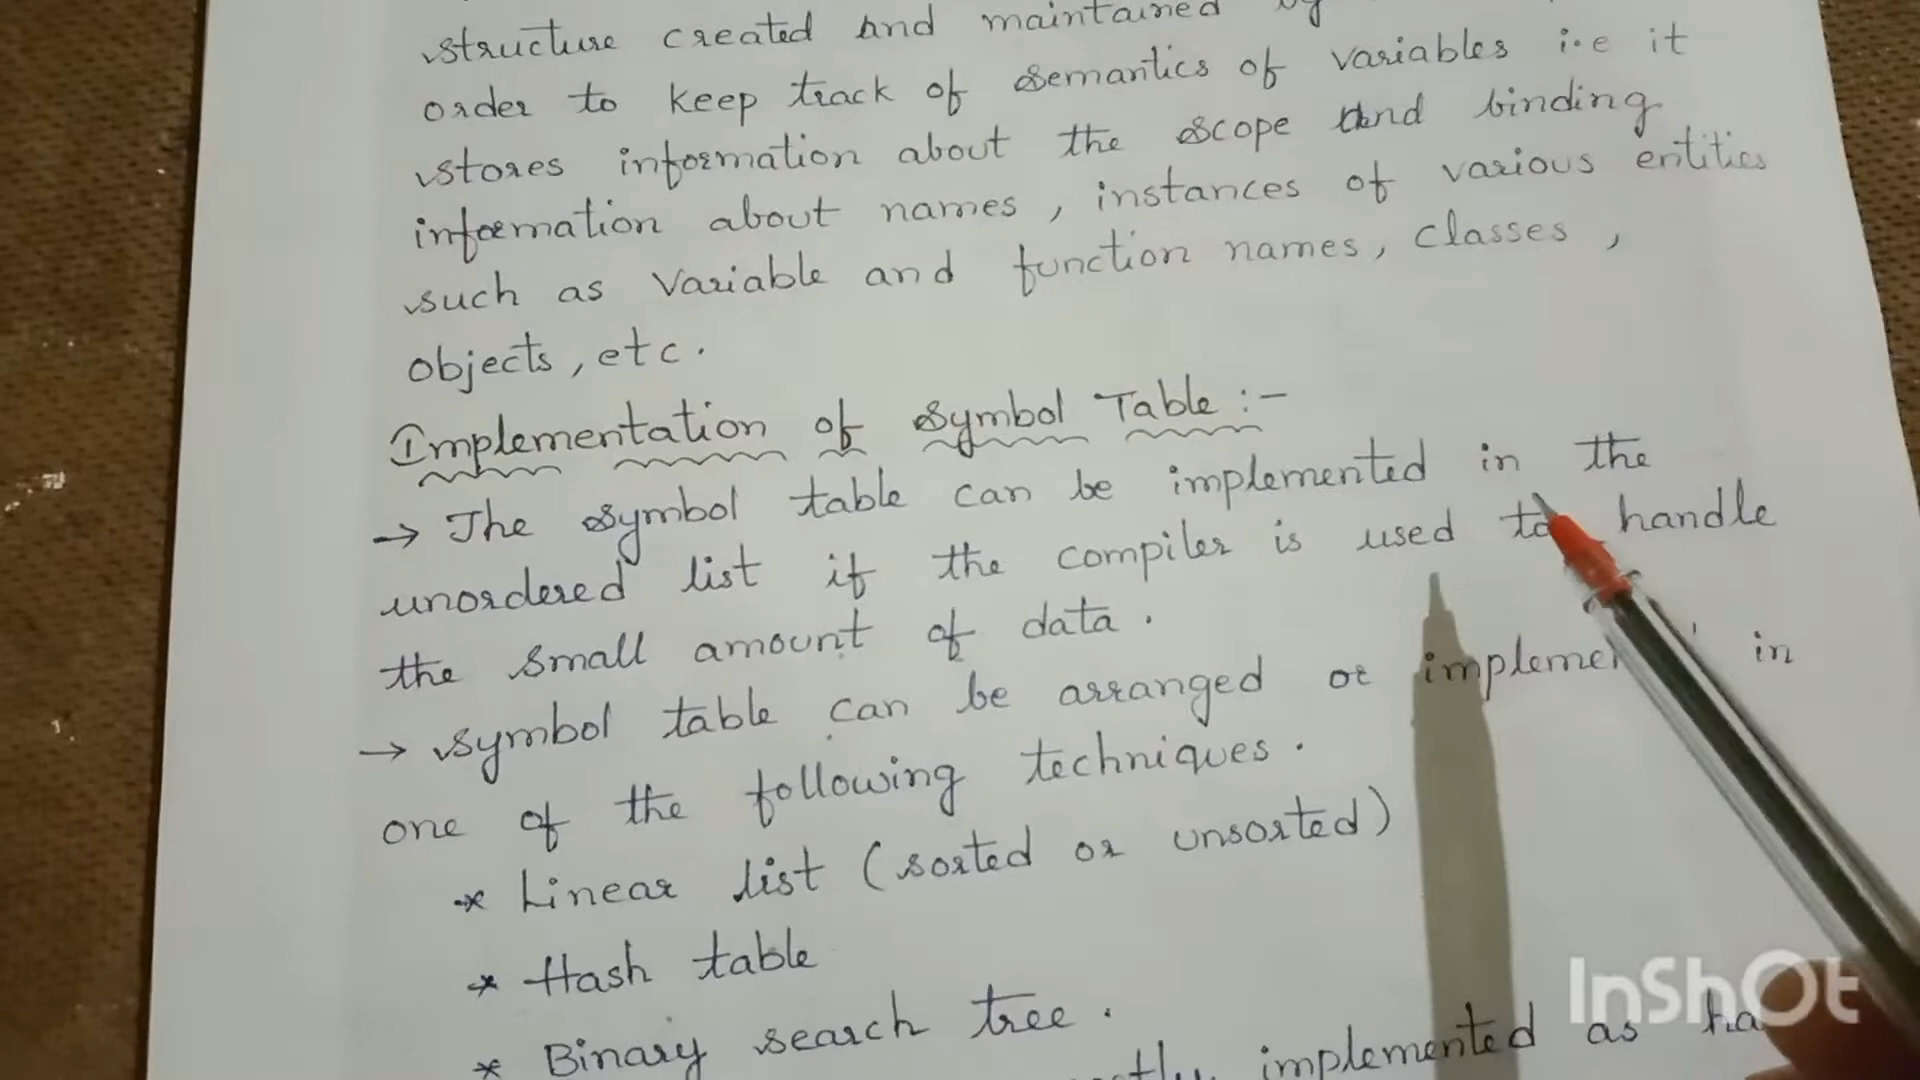 structure created and maintained by
order to keep track of semantics of variables i.e it
stores information about the scope and binding
information about names, instances of various entities
such as Variable and function names, classes,
objects, etc.
Implementation of Symbol Table :-
→ The symbol table can be implemented in the
unordered list if the compiler is used to handle
the small amount of data.
→ symbol table can be arranged or implemen in
one of the following techniques.
* Linear list (sorted or unsorted)
* Hash table
* Binary search tree.
implemented as
InShOt